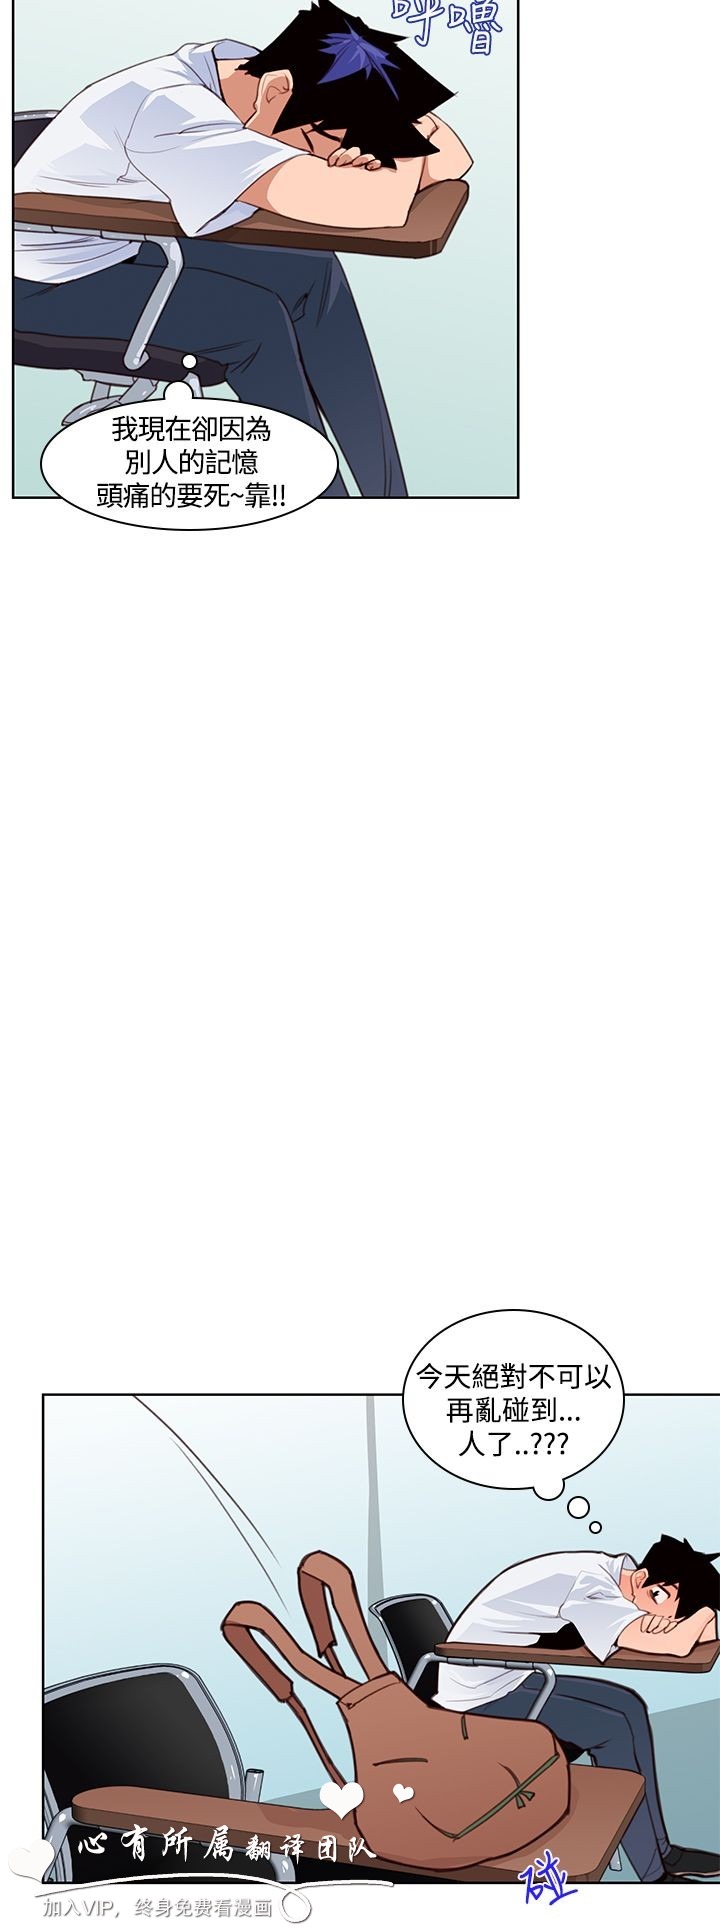 呼嚕
我現在卻因為
別人的記憶
頭痛的要死~靠!!
今天絕對不可以
再亂碰到...
人了..???
心有所属翻译团队
加入VIP，终身免费看漫画
碰